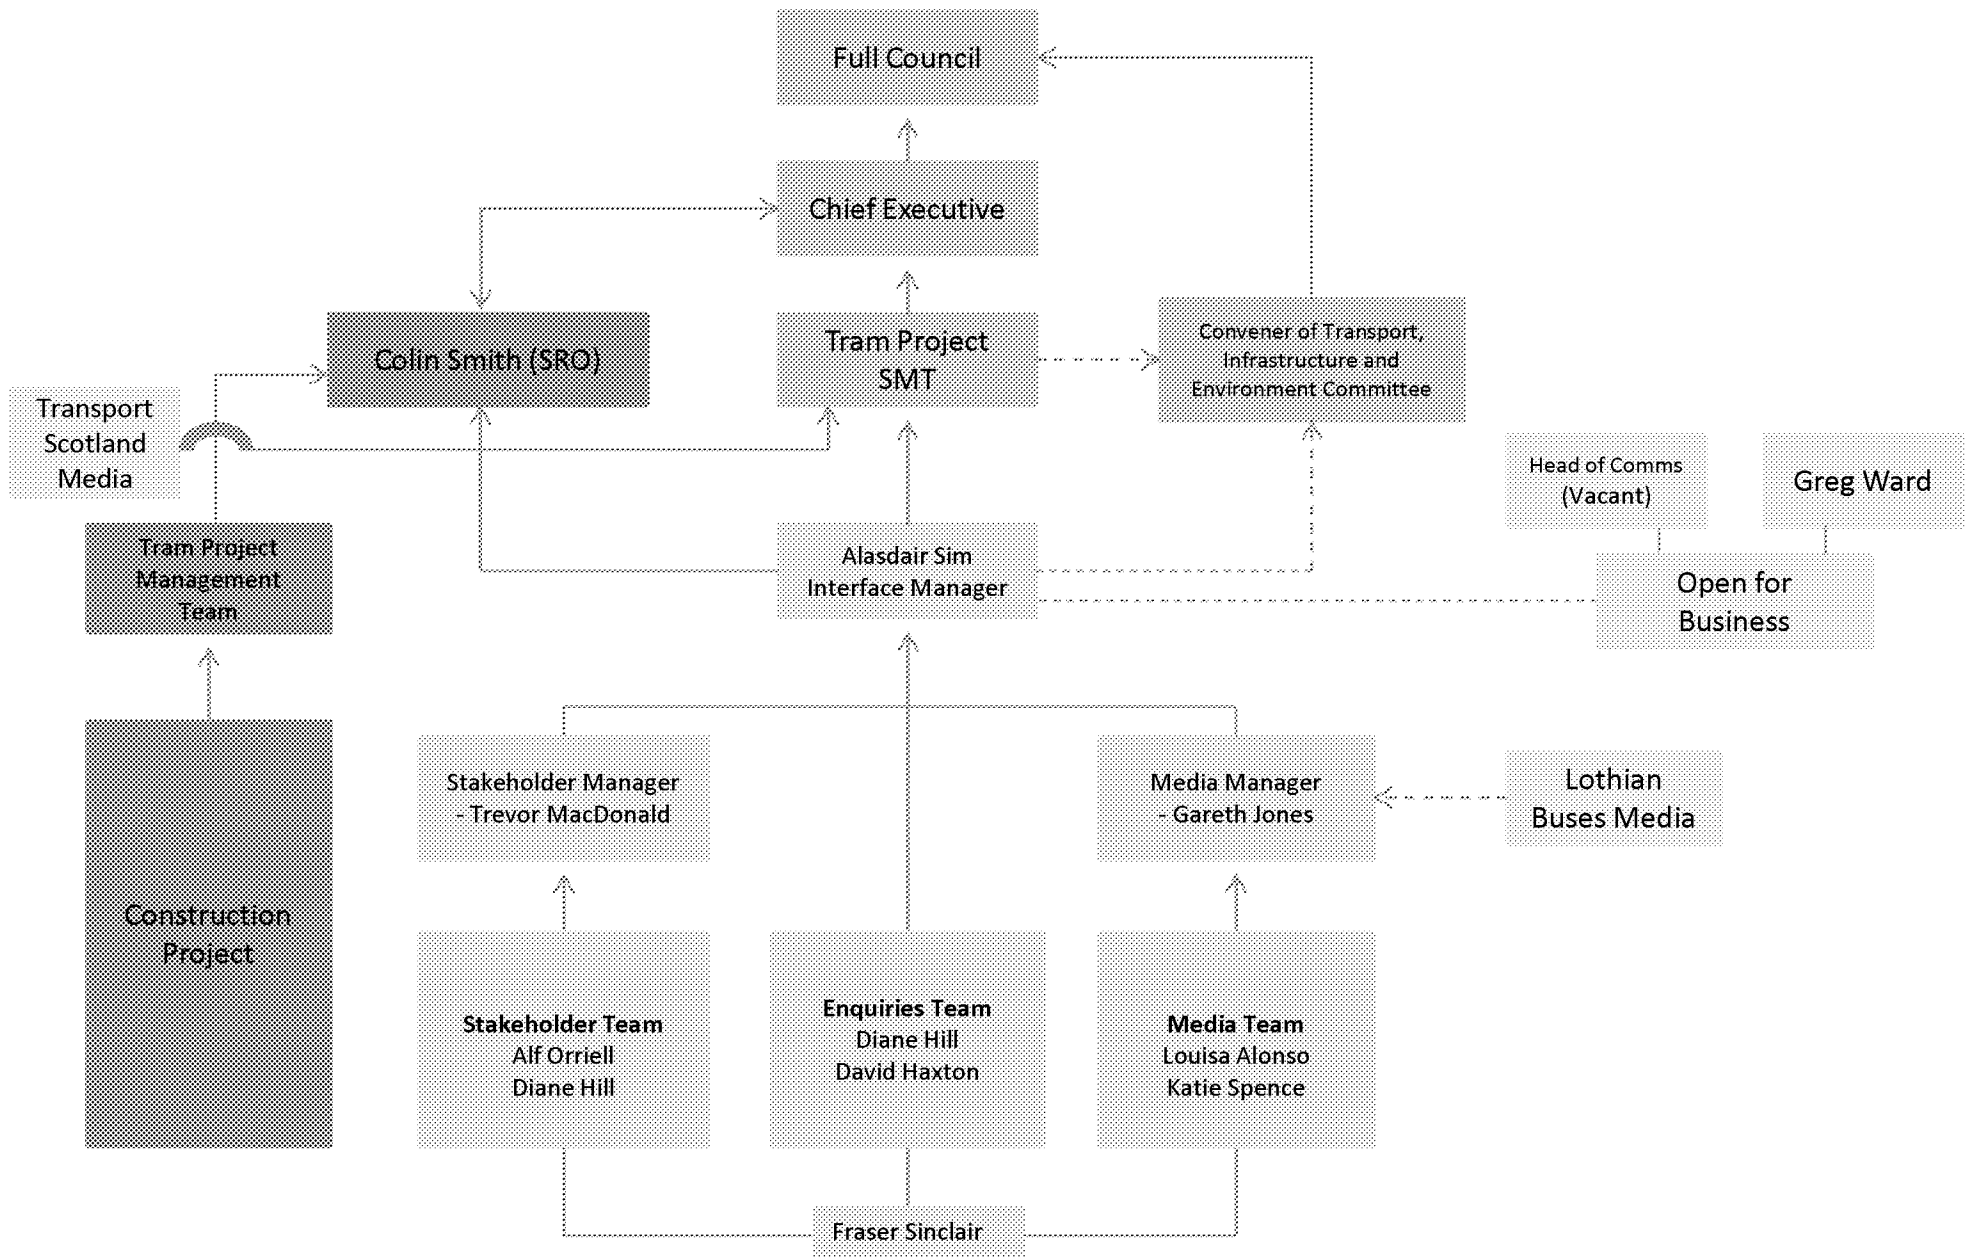 Full Council
Chief Executive
Colin Smith (SRO)
Tram Project
SMT
Convener of Transport,
Infrastructure and
Environment Committee
Transport
Scotland
Media
Head of Comms
(Vacant)
Greg Ward
Tram Project
Management
Team
Alasdair Sim
Interface Manager
Open for
Business
Stakeholder Manager
- Trevor MacDonald
Media Manager
- Gareth Jones
Lothian
Buses Media
Construction
Project
Stakeholder Team
Alf Orriell
Diane Hill
Enquiries Team
Diane Hill
David Haxton
Media Team
Louisa Alonso
Katie Spence
Fraser Sinclair